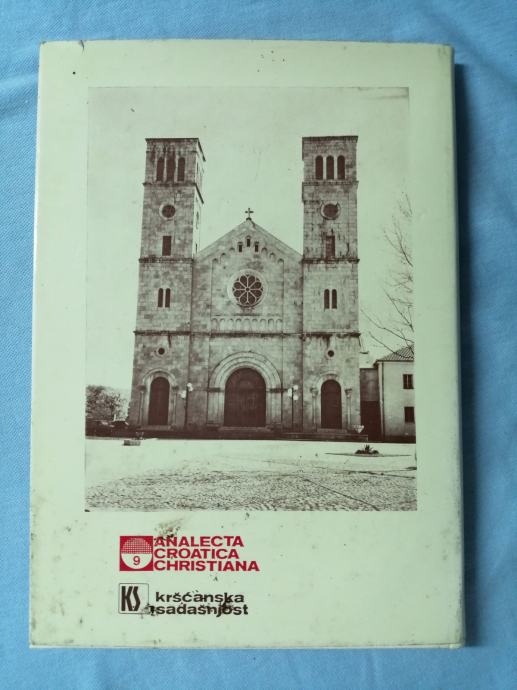 9
ANALECTA
CROATICA
CHRISTIANA
KS
kršćanska
sadašnjost